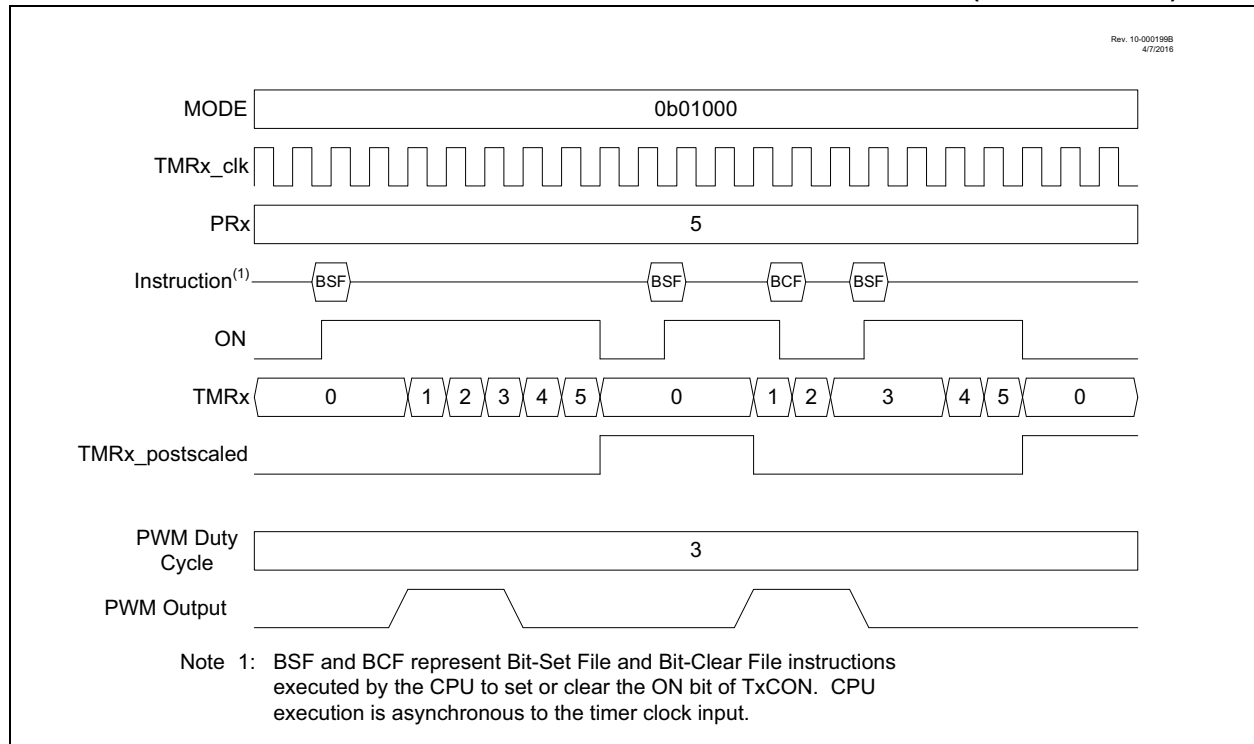 Rev. 10-000199B
4/7/2016
MODE 0b01000
TMRx_clk
PRx 5
Instruction(1) BSF BSF BCF BSF
ON
TMRx 0 1 2 3 4 5 0 1 2 3 4 5 0
TMRx_postscaled
PWM Duty
Cycle 3
PWM Output
Note 1: BSF and BCF represent Bit-Set File and Bit-Clear File instructions
executed by the CPU to set or clear the ON bit of TxCON. CPU
execution is asynchronous to the timer clock input.